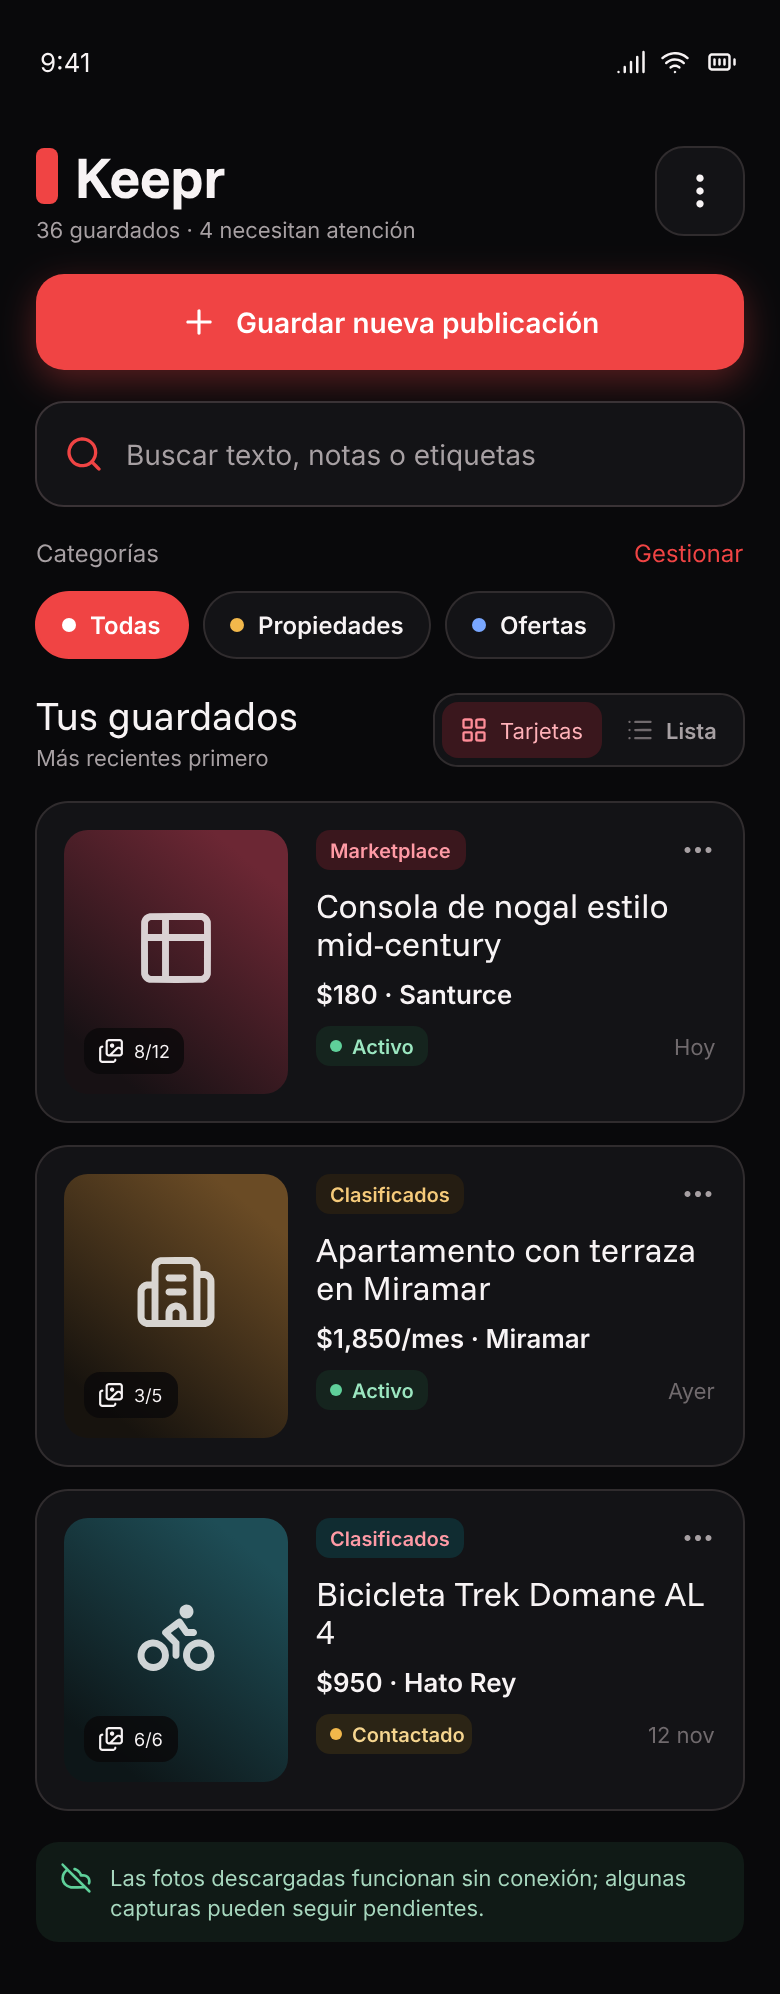 9:41
Keepr
36 guardados · 4 necesitan atención
Guardar nueva publicación
Buscar texto, notas o etiquetas
Categorías
Gestionar
Todas
Propiedades
Ofertas
Tus guardados
Más recientes primero
Tarjetas
Lista
8/12
Marketplace
Consola de nogal estilo
mid-century
$180 · Santurce
Activo
Hoy
3/5
Clasificados
Apartamento con terraza
en Miramar
$1,850/mes · Miramar
Activo
Ayer
6/6
Clasificados
Bicicleta Trek Domane AL
4
$950 · Hato Rey
Contactado
12 nov
Las fotos descargadas funcionan sin conexión; algunas
capturas pueden seguir pendientes.